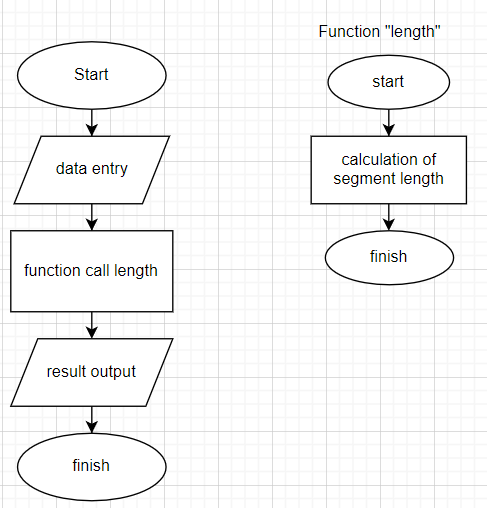 Start
data entry
function call length
result output
finish
Function "length"
start
calculation of
segment length
finish